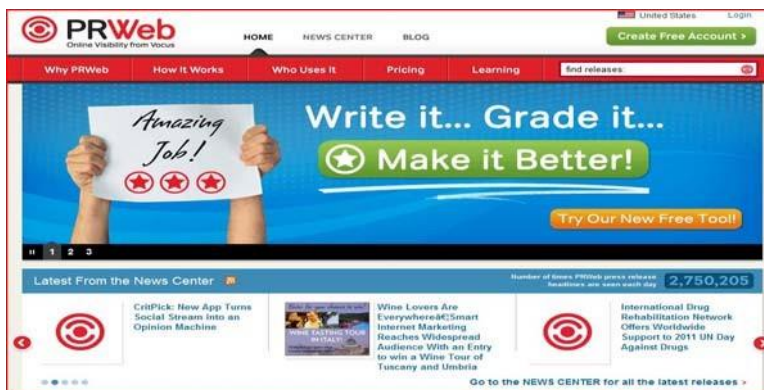 United States Login
PRWeb
Online Visibility from Vocus
HOME NEWS CENTER BLOG
Create Free Account >
Why PRWeb How It Works Who Uses It Pricing Learning find releases
Amazing
Job!
Write it... Grade it...
Make it Better!
Try Our New Free Tool!
1 2 3
Latest From the News Center
Number of times PRWeb press release
headlines are seen each day
2,750,205
CritPick: New App Turns
Social Stream into an
Opinion Machine
WINE TASTING TOUR
IN ITALY!
Wine Lovers Are
Everywhereâ€¦Smart
Internet Marketing
Reaches Widespread
Audience With an Entry
to win a Wine Tour of
Tuscany and Umbria
International Drug
Rehabilitation Network
Offers Worldwide
Support to 2011 UN Day
Against Drugs
Go to the NEWS CENTER for all the latest releases >